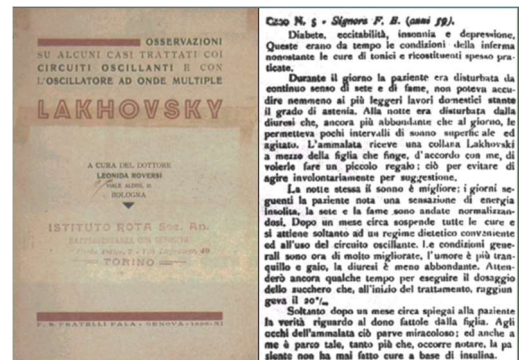 OSSERVAZIONI
SU ALCUNI CASI TRATTATI COI
CIRCUITI OSCILLANTI E CON
L'OSCILLATORE AD ONDE MULTIPLE
LAKHOVSKY
A CURA DEL DOTTORE
LEONIDA ROVERSI
VIALE ALDINI,
BOLOGNA
ISTITUTO ROTA Soc. An.
TORINO
F. E FRATELLI PALA - GENOVA
Caso N. 5 - Signora F. B. (anni 59).
Diabete, eccitabilità, insonnia e depressione.
Queste erano da tempo le condizioni della inferma
nonostante le cure di tonici e ricostituenti spesso pra-
ticate.
Durante il giorno la paziente era disturbata da
continuo senso di sete e di fame, non poteva accu-
dire nemmeno ai più leggeri lavori domestici stante
il grado di astenia. Alla notte era disturbata dalla
diuresi che, ancora più abbondante che al giorno, le
permetteva pochi intervalli di sonno superficiale ed
agitato. L'ammalata riceve una collana Lakhovski
a mezzo della figlia che finge, d'accordo con me, di
volerle fare un piccolo regalo; ciò per evitare di
agire involontariamente per suggestione.
La notte stessa il sonno è migliore; i giorni se-
guenti la paziente nota una sensazione di energia
insolita, la sete e la fame sono andate normalizzan-
dosi. Dopo un mese circa sospende tutte le cure e
si attiene soltanto ad un regime dietetico conveniente
ed all'uso del circuito oscillante. Le condizioni gene-
rali sono ora di molto migliorate, l'umore è più tran-
quillo e gaio, la diuresi è meno abbondante. Atten-
derò ancora qualche tempo per eseguire il dosaggio
dello zucchero che, all'inizio del trattamento, raggiun
geva il 20°/₀₀
Soltanto dopo un mese circa spiegai alla paziente
la verità riguardo al dono fattole dalla figlia. Agli
occhi dell'ammalata ciò parve miracoloso; ed anche a
me è parso tale, tanto più che, occorre notare, la pa
ziente non ha mai fatto cure a base di insulina.